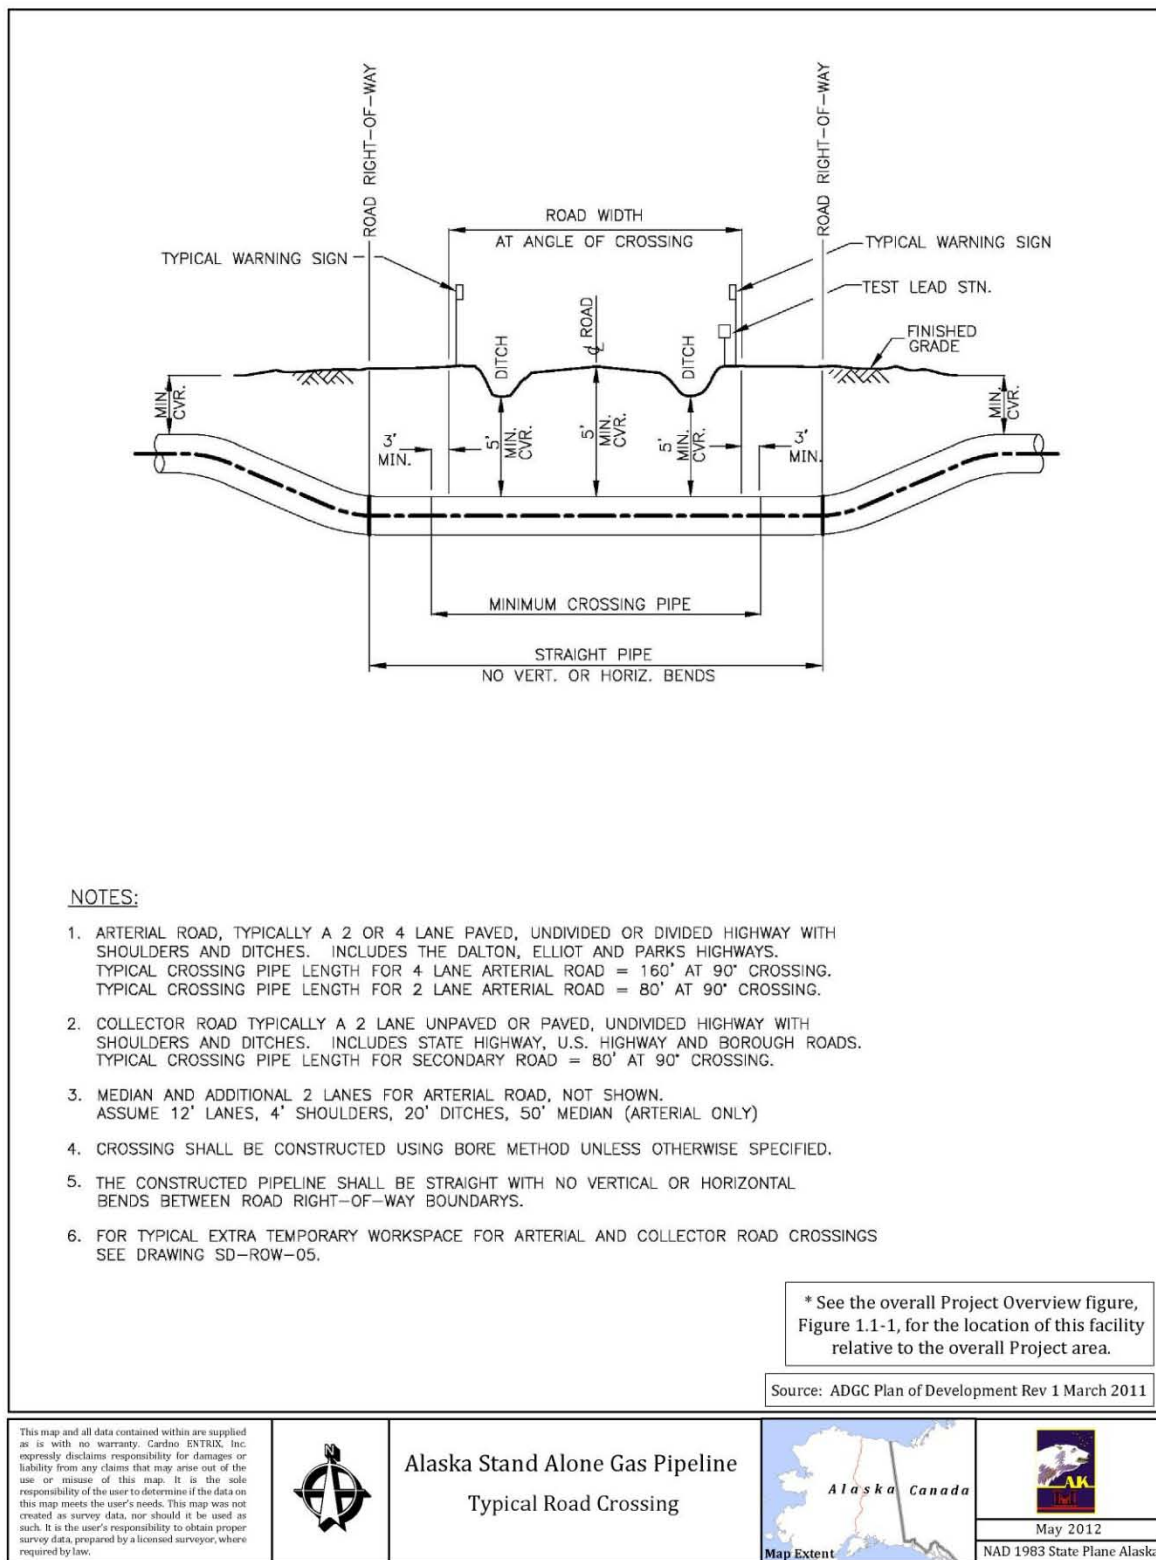 ROAD RIGHT-OF-WAY
ROAD RIGHT-OF-WAY
ROAD WIDTH
AT ANGLE OF CROSSING
TYPICAL WARNING SIGN
TYPICAL WARNING SIGN
TEST LEAD STN.
FINISHED
GRADE
DITCH
℄ ROAD
DITCH
MIN.
CVR.
3'
MIN.
5'
MIN.
CVR.
5'
MIN.
CVR.
5'
MIN.
CVR.
3'
MIN.
MIN.
CVR.
MINIMUM CROSSING PIPE
STRAIGHT PIPE
NO VERT. OR HORIZ. BENDS
NOTES:
1. ARTERIAL ROAD, TYPICALLY A 2 OR 4 LANE PAVED, UNDIVIDED OR DIVIDED HIGHWAY WITH
SHOULDERS AND DITCHES. INCLUDES THE DALTON, ELLIOT AND PARKS HIGHWAYS.
TYPICAL CROSSING PIPE LENGTH FOR 4 LANE ARTERIAL ROAD = 160' AT 90° CROSSING.
TYPICAL CROSSING PIPE LENGTH FOR 2 LANE ARTERIAL ROAD = 80' AT 90° CROSSING.
2. COLLECTOR ROAD TYPICALLY A 2 LANE UNPAVED OR PAVED, UNDIVIDED HIGHWAY WITH
SHOULDERS AND DITCHES. INCLUDES STATE HIGHWAY, U.S. HIGHWAY AND BOROUGH ROADS.
TYPICAL CROSSING PIPE LENGTH FOR SECONDARY ROAD = 80' AT 90° CROSSING.
3. MEDIAN AND ADDITIONAL 2 LANES FOR ARTERIAL ROAD, NOT SHOWN.
ASSUME 12' LANES, 4' SHOULDERS, 20' DITCHES, 50' MEDIAN (ARTERIAL ONLY)
4. CROSSING SHALL BE CONSTRUCTED USING BORE METHOD UNLESS OTHERWISE SPECIFIED.
5. THE CONSTRUCTED PIPELINE SHALL BE STRAIGHT WITH NO VERTICAL OR HORIZONTAL
BENDS BETWEEN ROAD RIGHT-OF-WAY BOUNDARYS.
6. FOR TYPICAL EXTRA TEMPORARY WORKSPACE FOR ARTERIAL AND COLLECTOR ROAD CROSSINGS
SEE DRAWING SD-ROW-05.
* See the overall Project Overview figure,
Figure 1.1-1, for the location of this facility
relative to the overall Project area.
Source: ADGC Plan of Development Rev 1 March 2011
This map and all data contained within are supplied
as is with no warranty. Cardno ENTRIX, Inc.
expressly disclaims responsibility for damages or
liability from any claims that may arise out of the
use or misuse of this map. It is the sole
responsibility of the user to determine if the data on
this map meets the user's needs. This map was not
created as survey data, nor should it be used as
such. It is the user's responsibility to obtain proper
survey data, prepared by a licensed surveyor, where
required by law.
N
Alaska Stand Alone Gas Pipeline
Typical Road Crossing
Alaska Canada
Map Extent
AK
May 2012
NAD 1983 State Plane Alaska